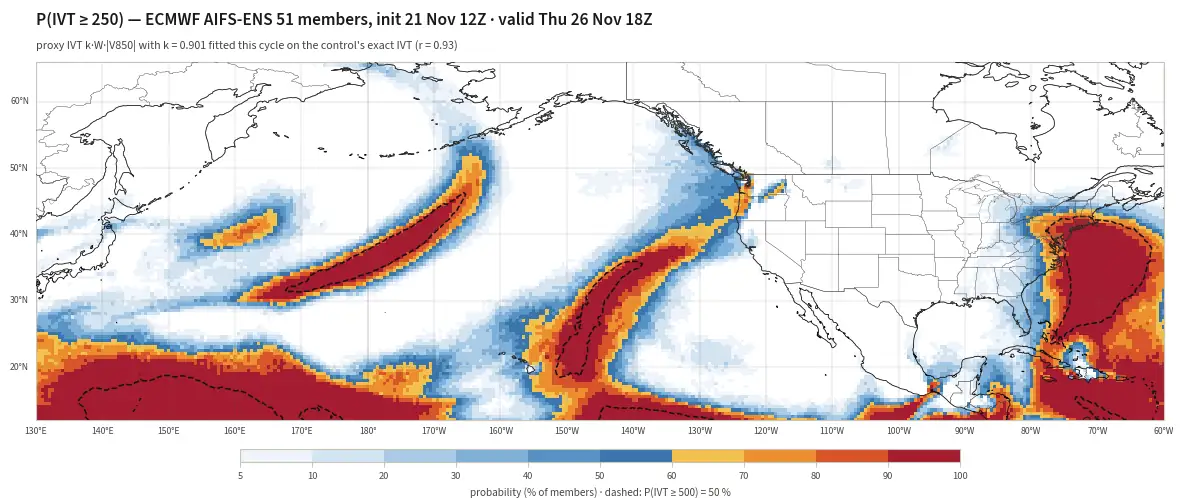 P(IVT ≥ 250) — ECMWF AIFS-ENS 51 members, init 21 Nov 12Z · valid Thu 26 Nov 18Z
proxy IVT k·W·|V850| with k = 0.901 fitted this cycle on the control's exact IVT (r = 0.93)
60°N
50°N
40°N
30°N
20°N
130°E 140°E 150°E 160°E 170°E 180° 170°W 160°W 150°W 140°W 130°W 120°W 110°W 100°W 90°W 80°W 70°W 60°W
5 10 20 30 40 50 60 70 80 90 100
probability (% of members) · dashed: P(IVT ≥ 500) = 50 %